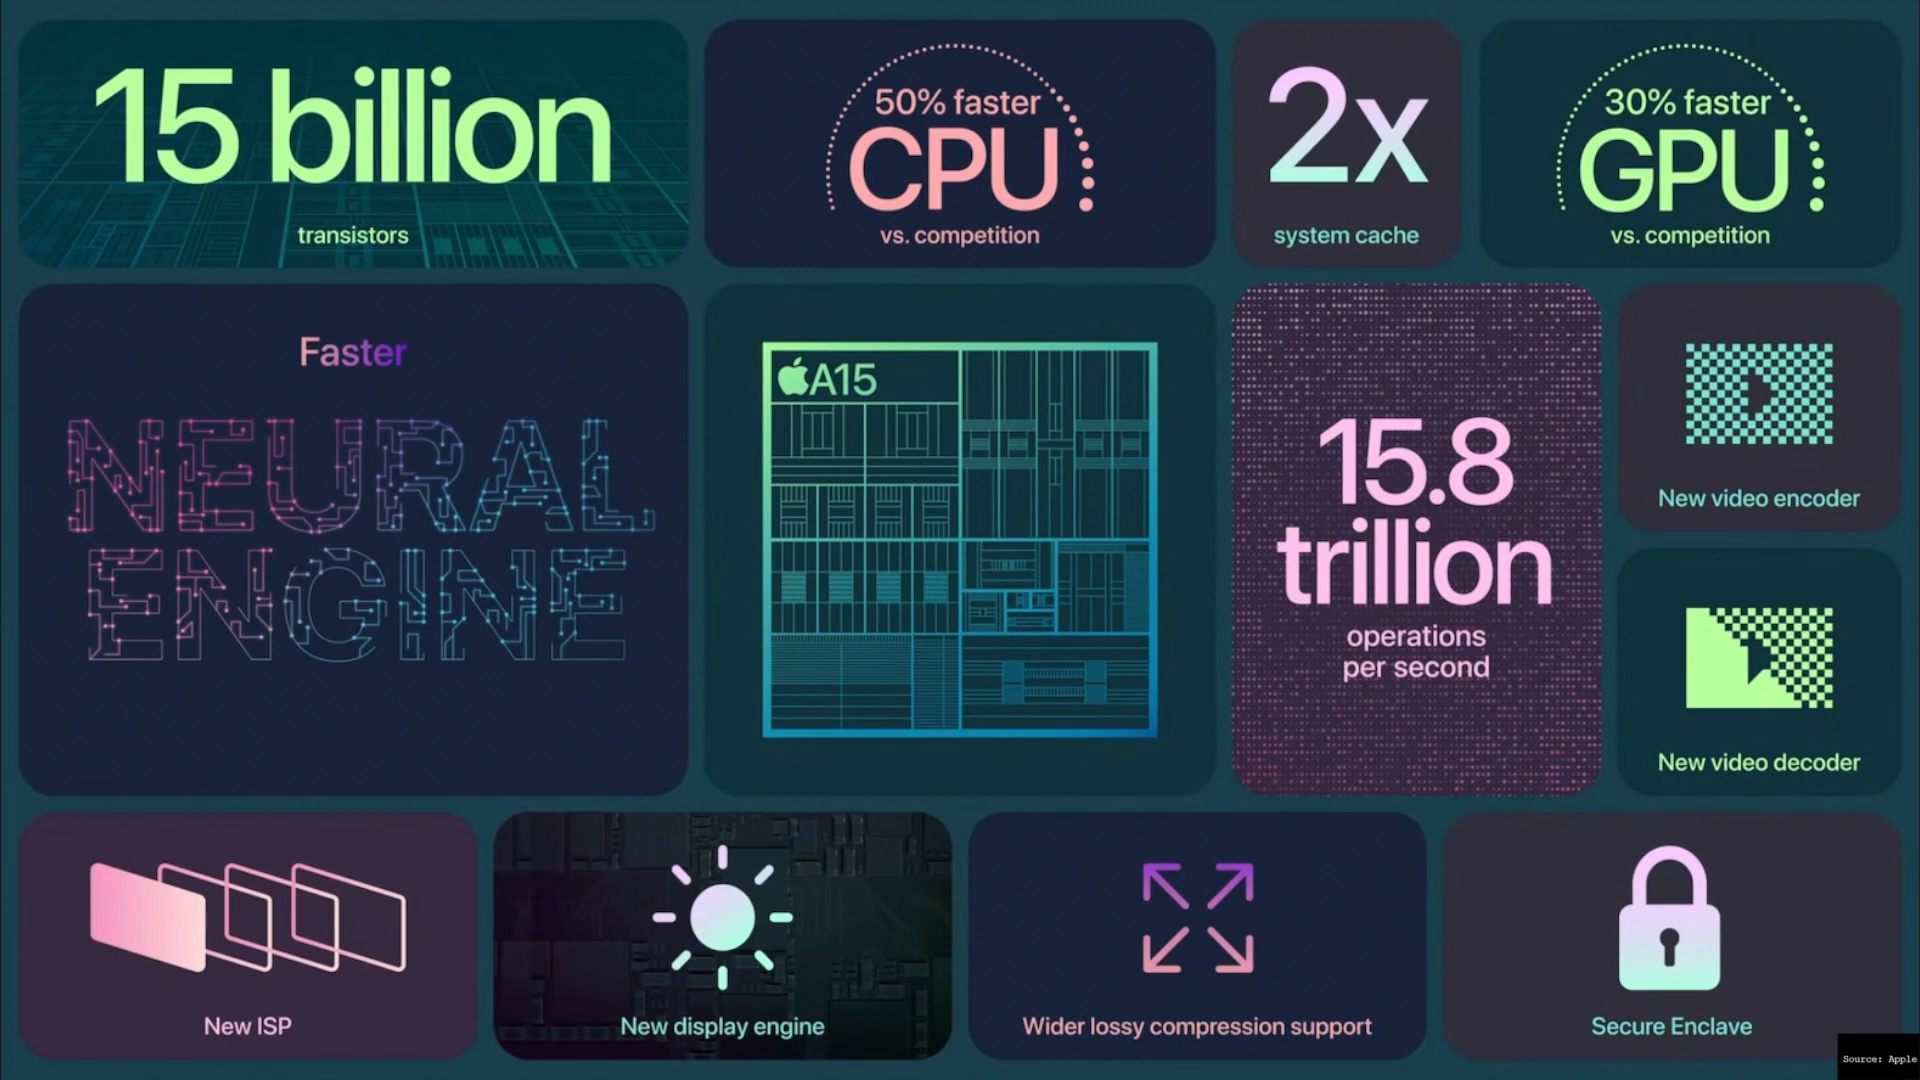 15 billion
transistors
50% faster
CPU
vs. competition
2x
system cache
30% faster
GPU
vs. competition
Faster
NEURAL
ENGINE
A15
15.8
trillion
operations
per second
New video encoder
New video decoder
New ISP
New display engine
Wider lossy compression support
Secure Enclave
Source: Apple